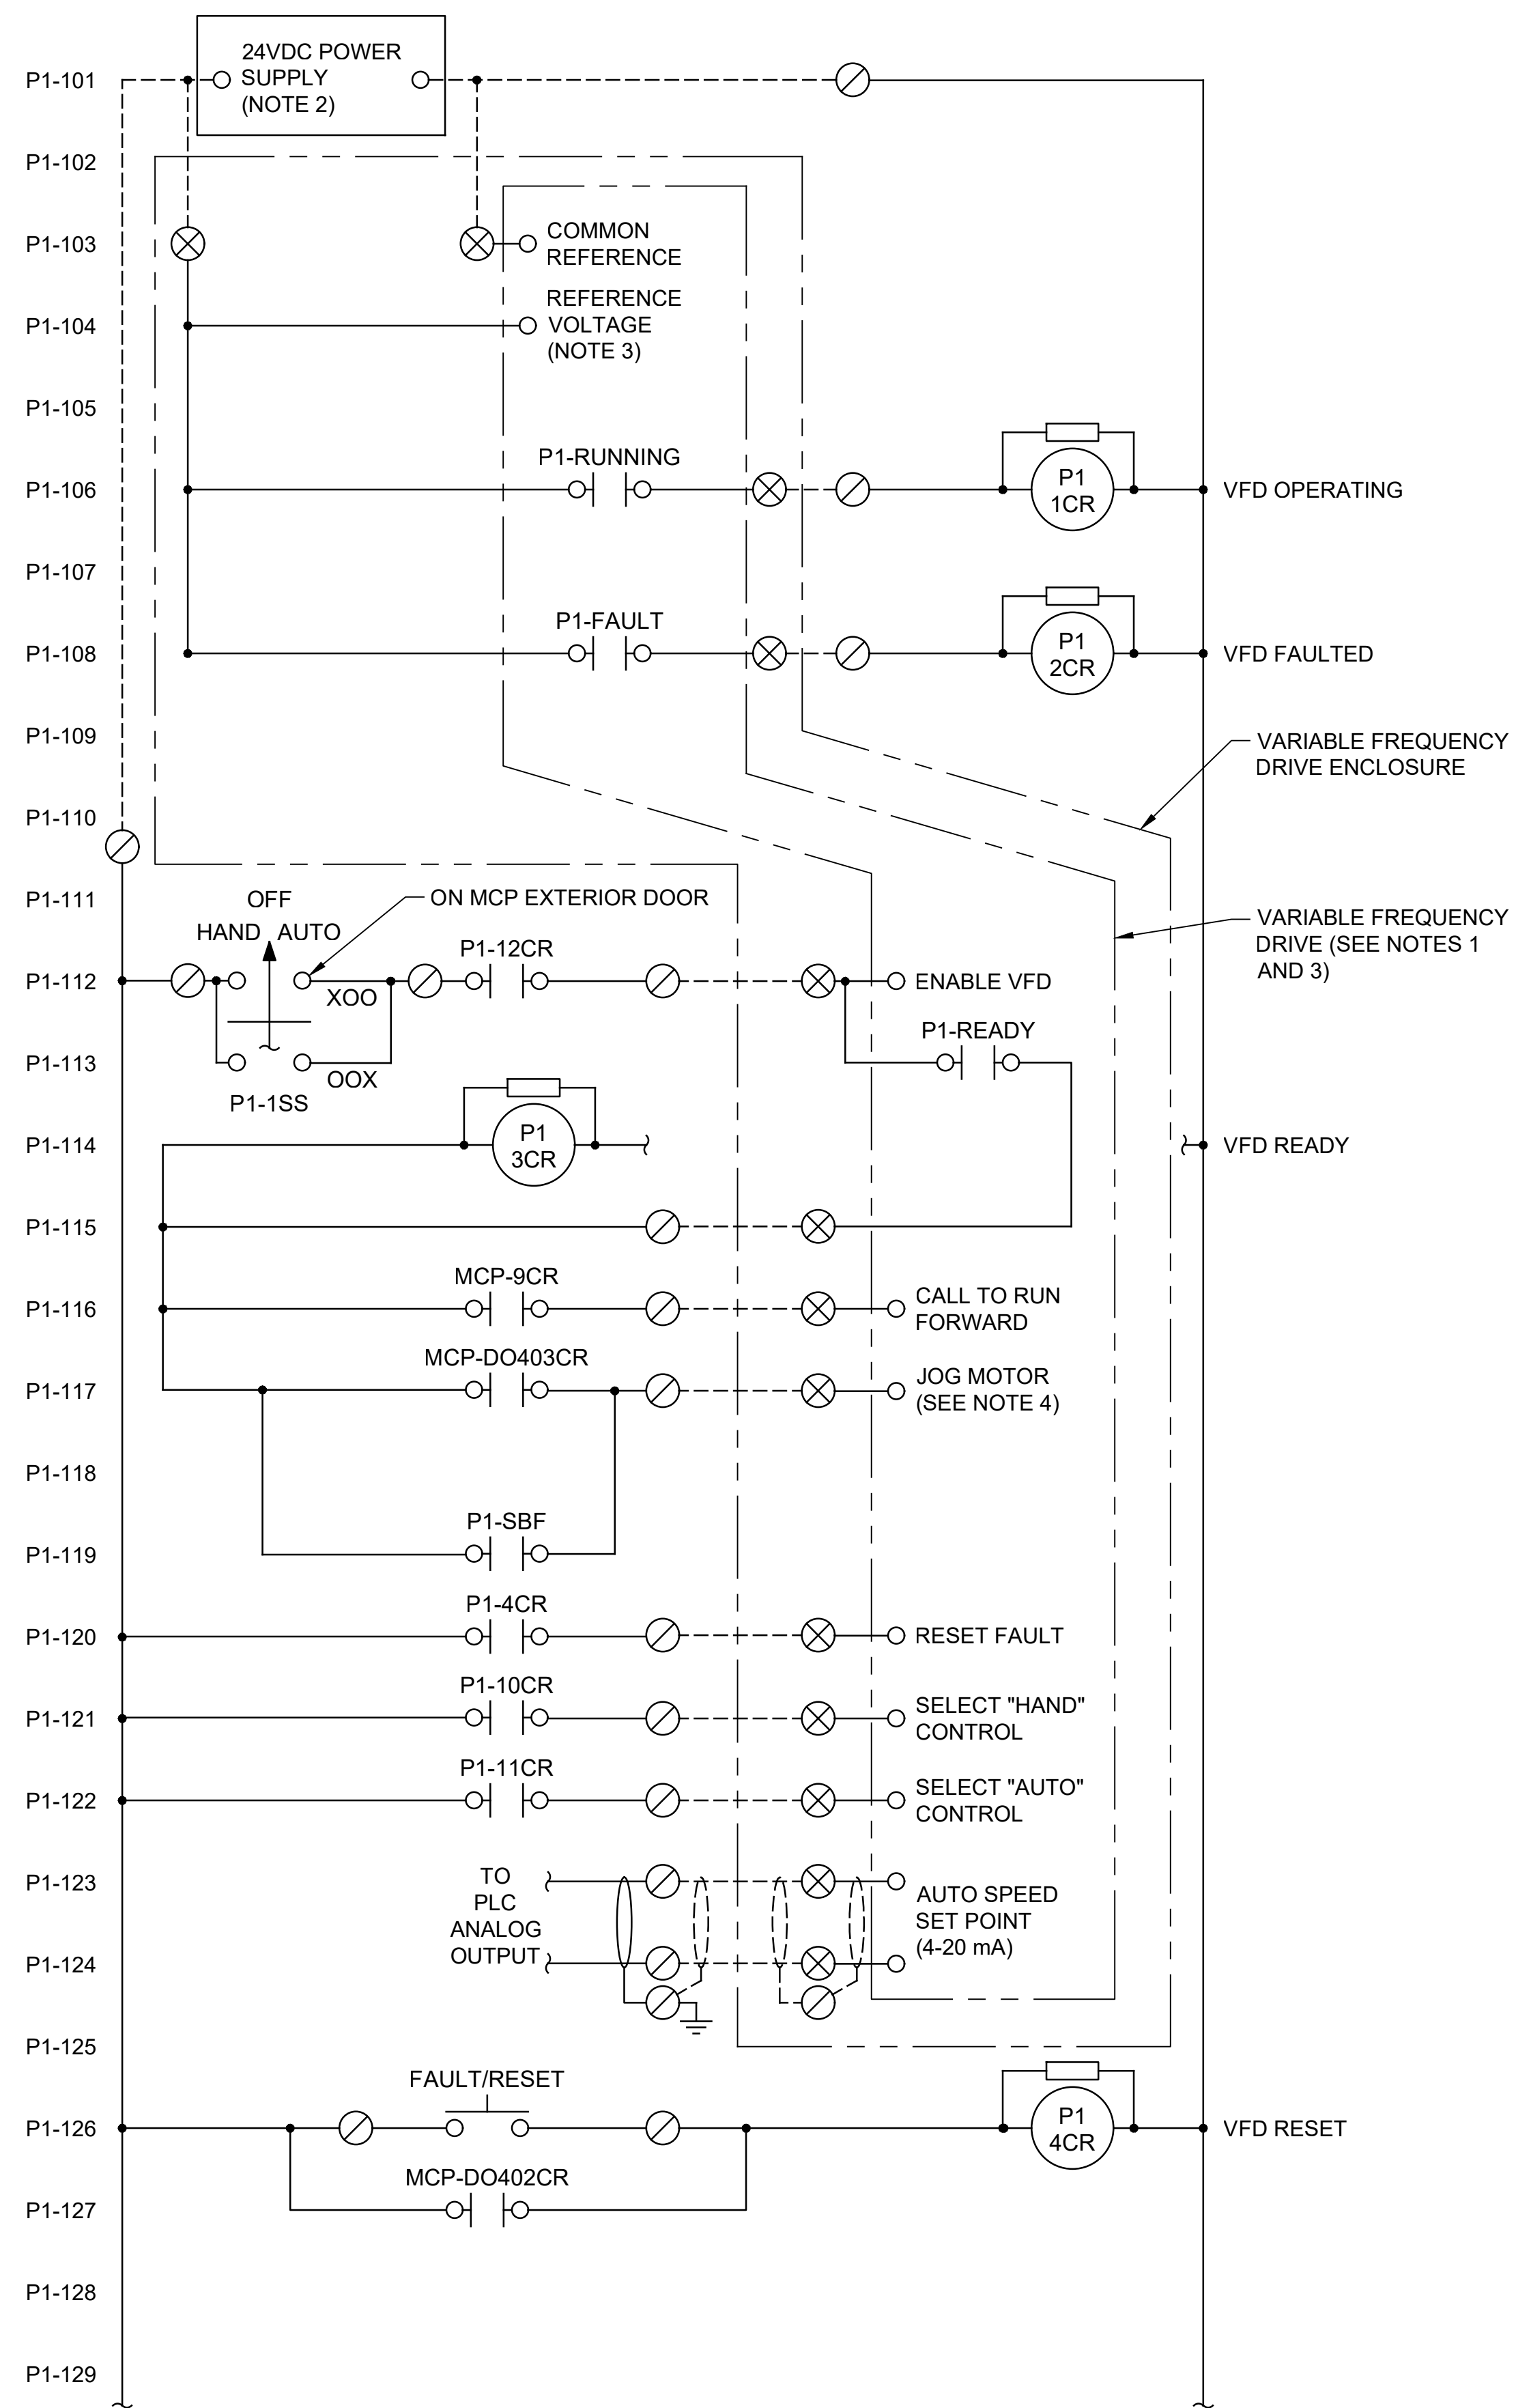 P1-101
24VDC POWER
SUPPLY
(NOTE 2)
P1-102
P1-103
COMMON
REFERENCE
P1-104
REFERENCE
VOLTAGE
(NOTE 3)
P1-105
P1-106
P1-RUNNING
P1
1CR
VFD OPERATING
P1-107
P1-108
P1-FAULT
P1
2CR
VFD FAULTED
P1-109
VARIABLE FREQUENCY
DRIVE ENCLOSURE
P1-110
P1-111
OFF
HAND AUTO
ON MCP EXTERIOR DOOR
VARIABLE FREQUENCY
DRIVE (SEE NOTES 1
AND 3)
P1-112
XOO
P1-12CR
ENABLE VFD
P1-113
OOX
P1-1SS
P1-READY
P1-114
P1
3CR
VFD READY
P1-115
P1-116
MCP-9CR
CALL TO RUN
FORWARD
P1-117
MCP-DO403CR
JOG MOTOR
(SEE NOTE 4)
P1-118
P1-119
P1-SBF
P1-120
P1-4CR
RESET FAULT
P1-121
P1-10CR
SELECT "HAND"
CONTROL
P1-122
P1-11CR
SELECT "AUTO"
CONTROL
P1-123
TO
PLC
ANALOG
OUTPUT
AUTO SPEED
SET POINT
(4-20 mA)
P1-124
P1-125
P1-126
FAULT/RESET
P1
4CR
VFD RESET
P1-127
MCP-DO402CR
P1-128
P1-129